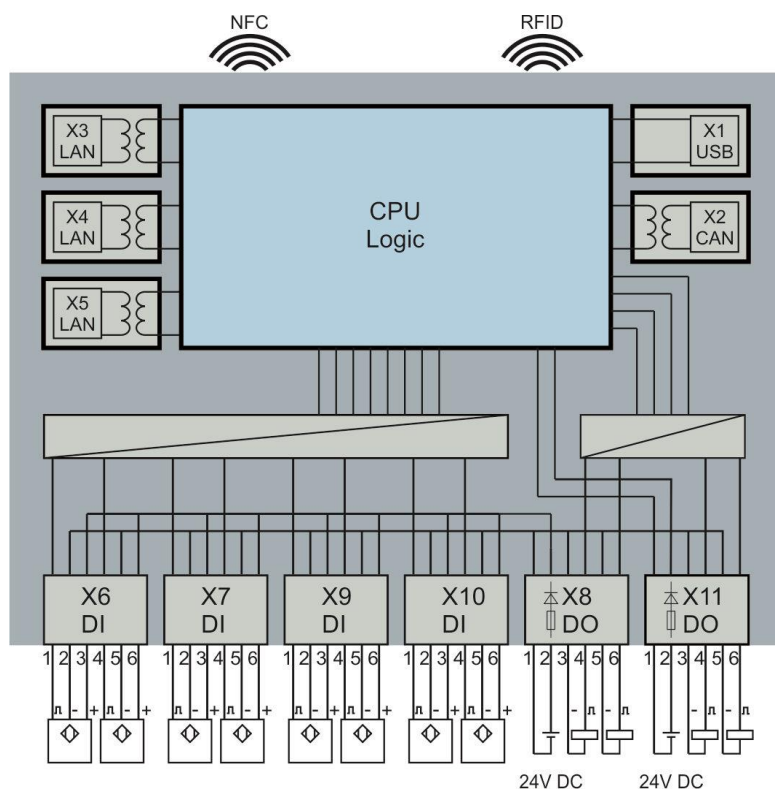 NFC
RFID
X3
LAN
X1
USB
X4
LAN
CPU
Logic
X2
CAN
X5
LAN
X6
DI
X7
DI
X9
DI
X10
DI
X8
DO
X11
DO
1 2 3 4 5 6
1 2 3 4 5 6
1 2 3 4 5 6
1 2 3 4 5 6
1 2 3 4 5 6
1 2 3 4 5 6
- + - +
- + - +
- + - +
- + - +
- -
- -
24V DC
24V DC